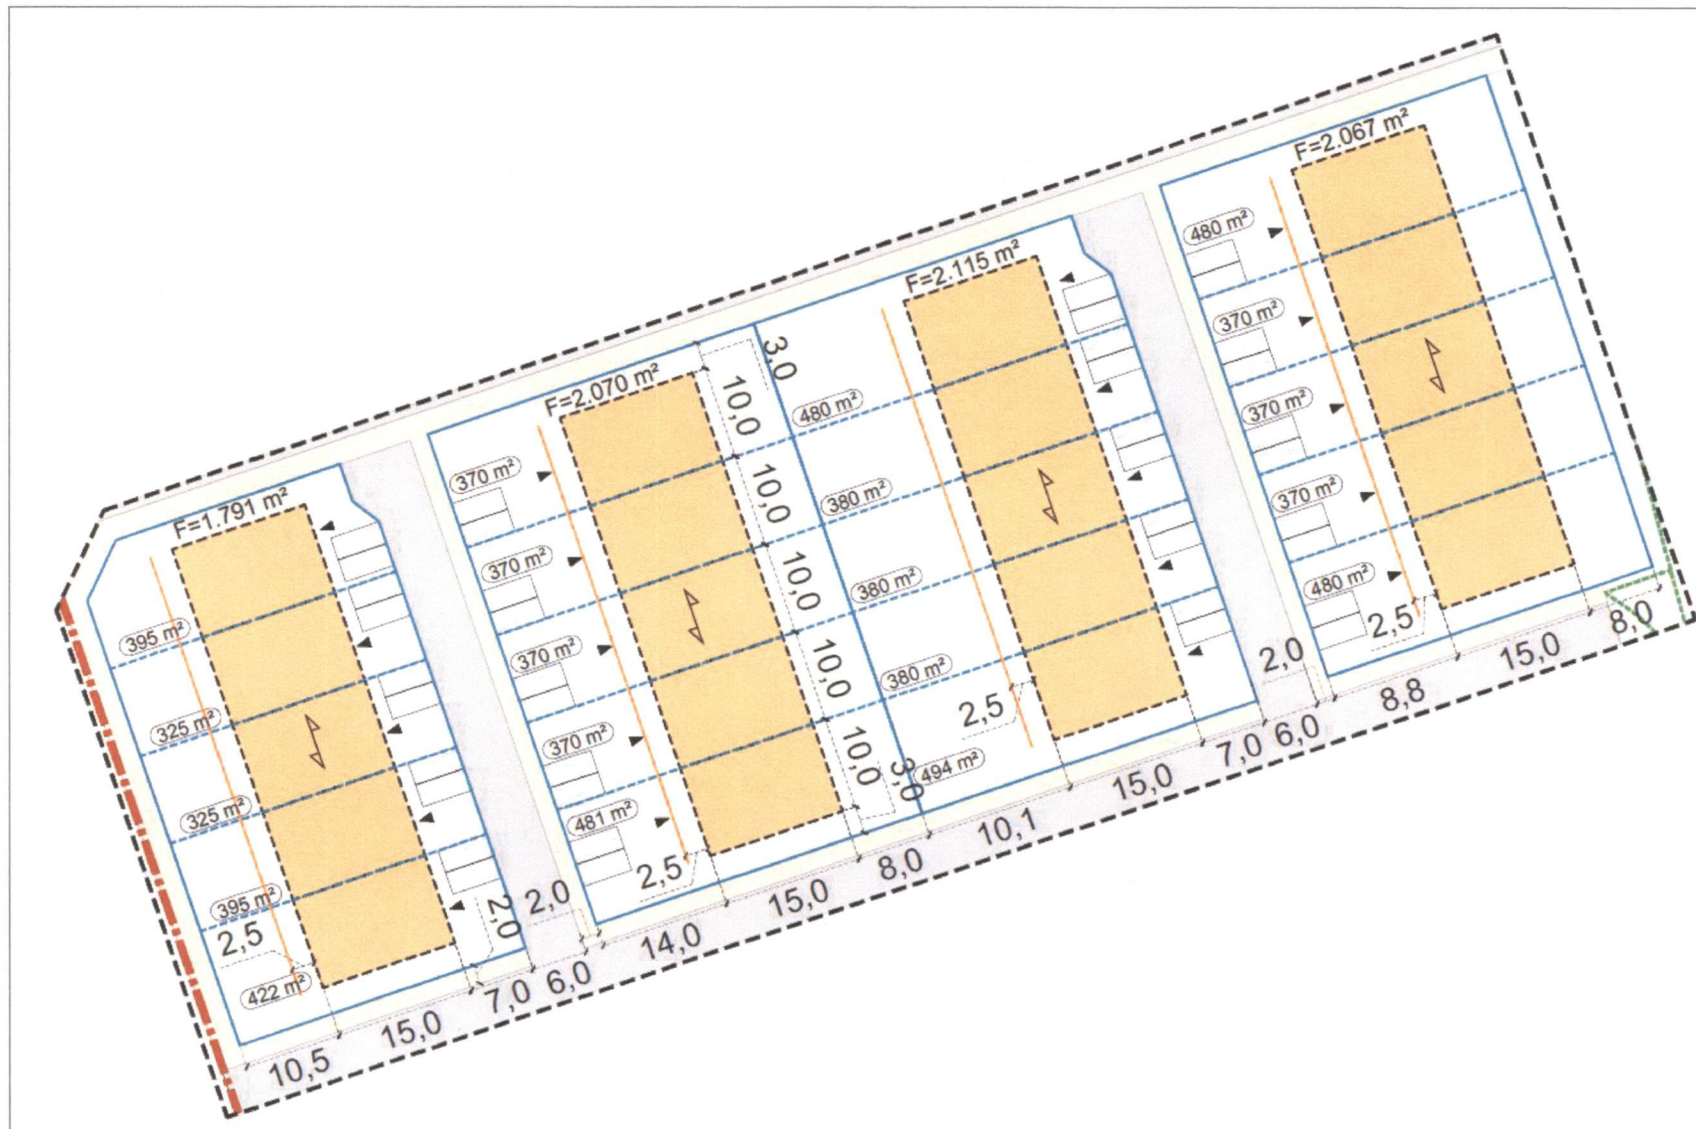 F=1.791 m²
395 m²
325 m²
325 m²
395 m²
422 m²
2,5
2,0
10,5
15,0
7,0
6,0
2,0
F=2.070 m²
370 m²
370 m²
370 m²
370 m²
481 m²
2,5
3,0
10,0
10,0
10,0
10,0
10,0
3,0
14,0
15,0
8,0
F=2.115 m²
480 m²
380 m²
380 m²
380 m²
494 m²
2,5
10,1
15,0
7,0
6,0
2,0
F=2.067 m²
480 m²
370 m²
370 m²
370 m²
480 m²
2,5
8,8
15,0
8,0